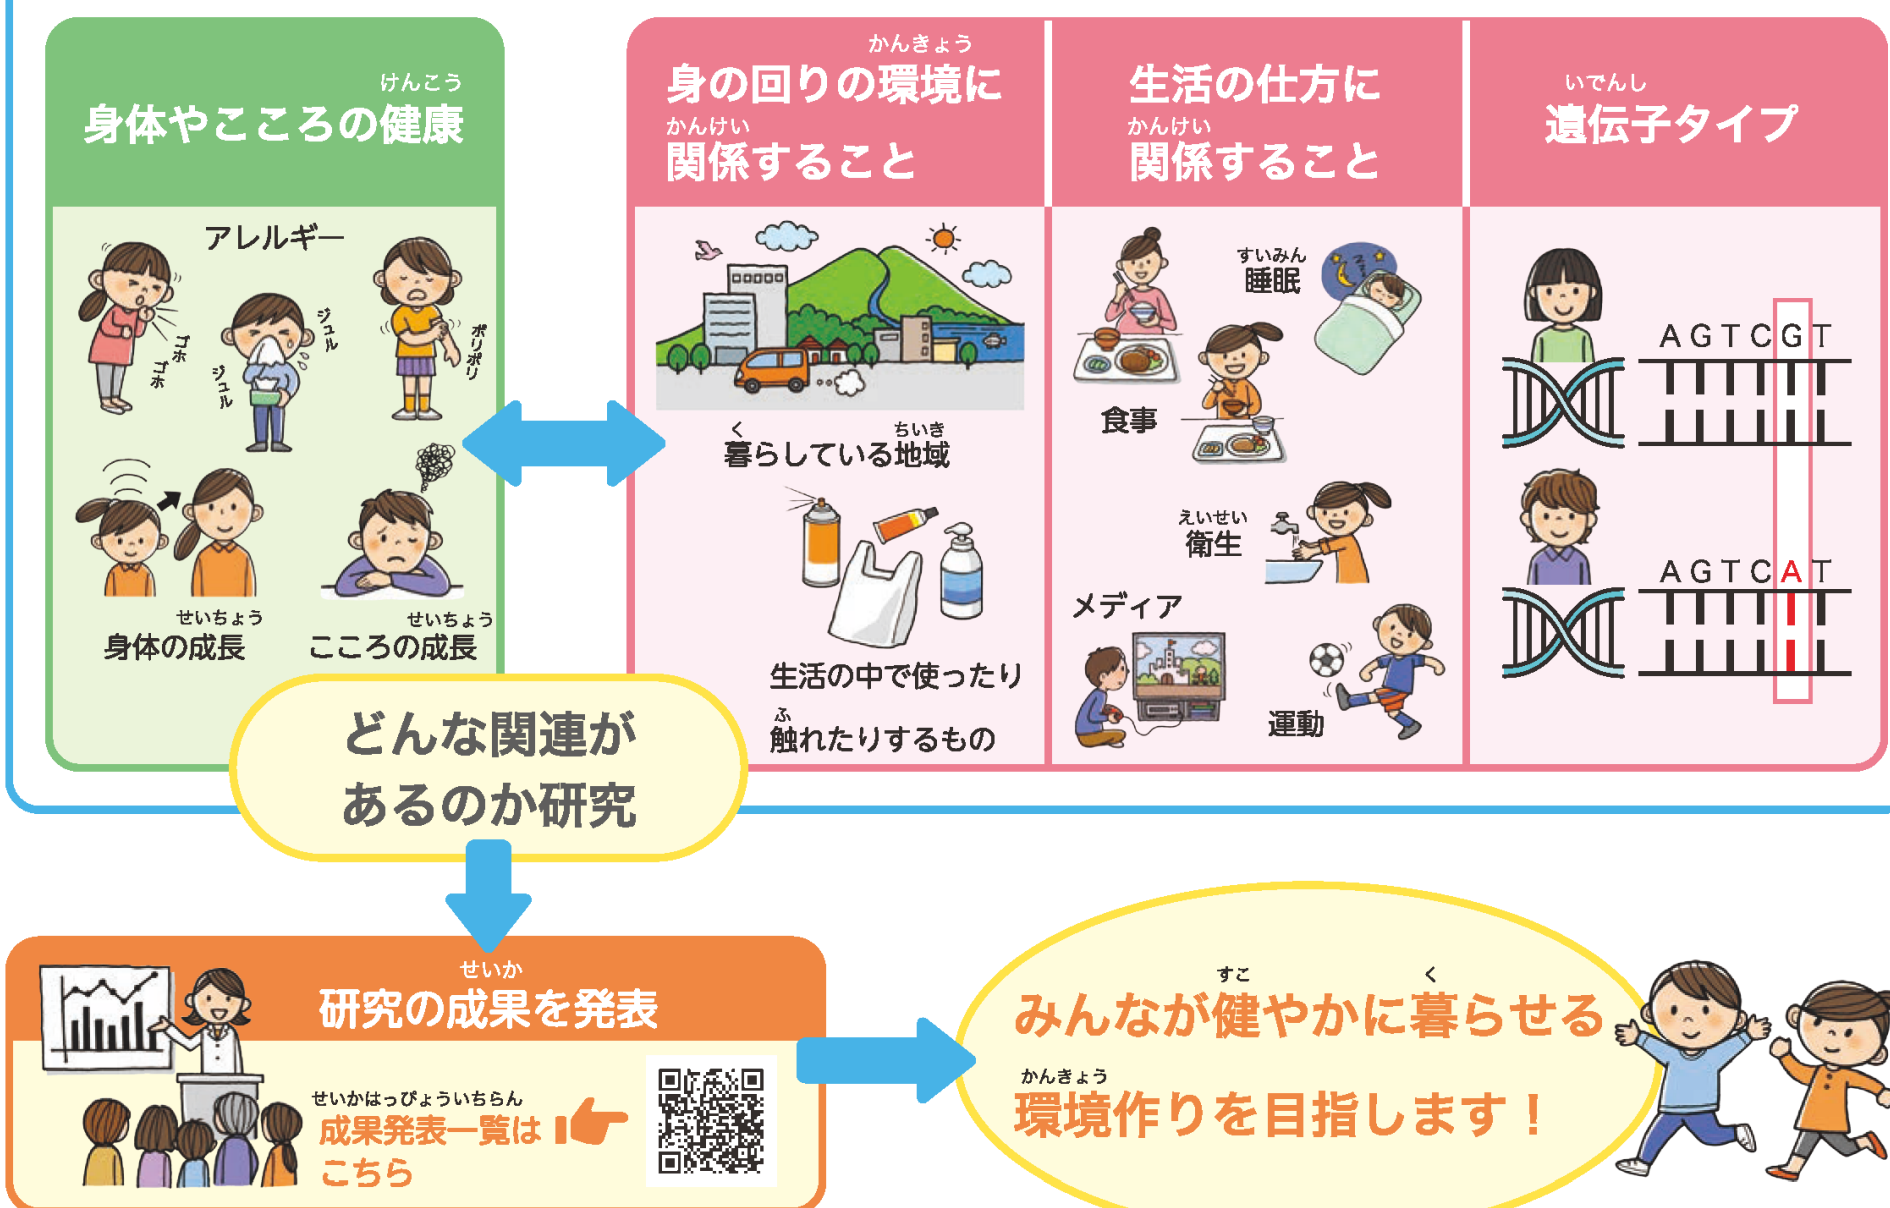 けんこう
身体やこころの健康
アレルギー
ゴホ
ゴホ
ジュル
ジュル
ポリポリ
せいちょう
身体の成長
せいちょう
こころの成長
かんきょう
身の回りの環境に
かんけい
関係すること
く ちいき
暮らしている地域
生活の中で使ったり
ふ
触れたりするもの
生活の仕方に
かんけい
関係すること
すいみん
睡眠
食事
えいせい
衛生
メディア
運動
いでんし
遺伝子タイプ
AGTCGT
AGTCAT
どんな関連が
あるのか研究
せいか
研究の成果を発表
せいかはっぴょういちらん
成果発表一覧は
こちら
すこ く
みんなが健やかに暮らせる
かんきょう
環境作りを目指します！